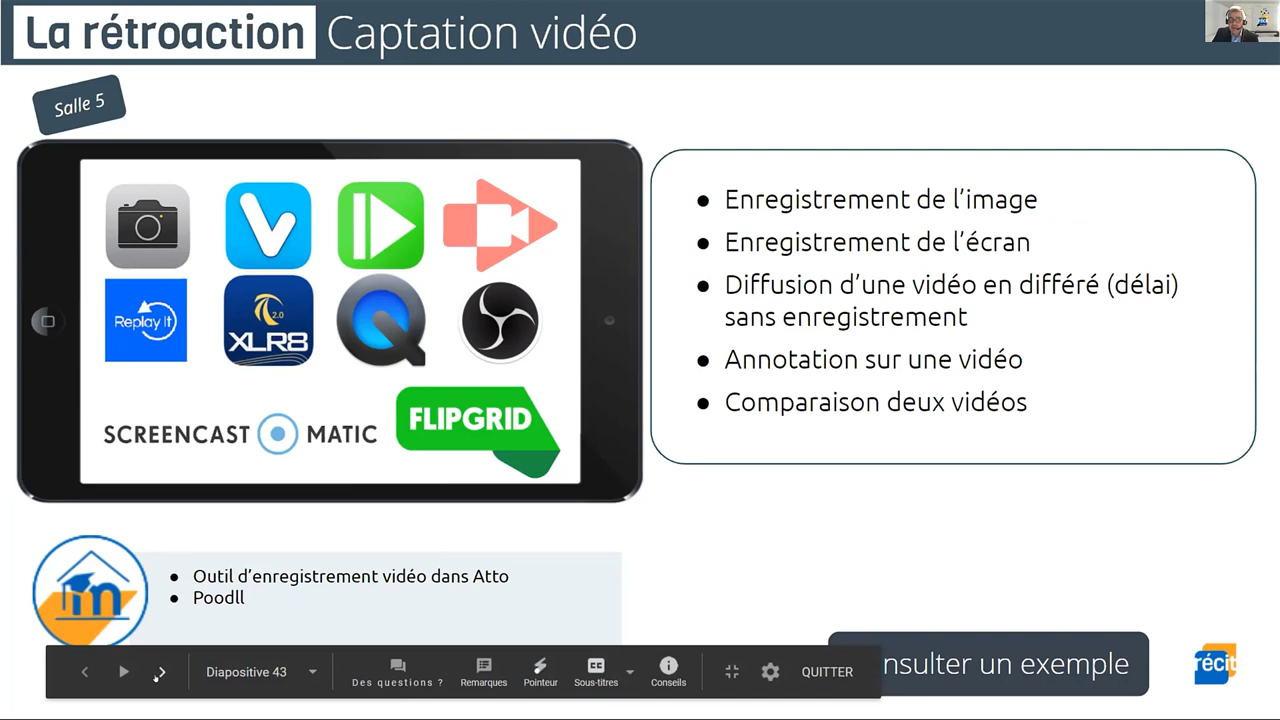 La rétroaction Captation vidéo
Salle 5
Replay It
2.0
XLR8
SCREENCAST MATIC
FLIPGRID
● Enregistrement de l’image
● Enregistrement de l’écran
● Diffusion d’une vidéo en différé (délai)
sans enregistrement
● Annotation sur une vidéo
● Comparaison deux vidéos
m
● Outil d’enregistrement vidéo dans Atto
● Poodll
Diapositive 43
Des questions ?
Remarques
Pointeur
CC
Sous-titres
Conseils
QUITTER
nsulter un exemple
récit